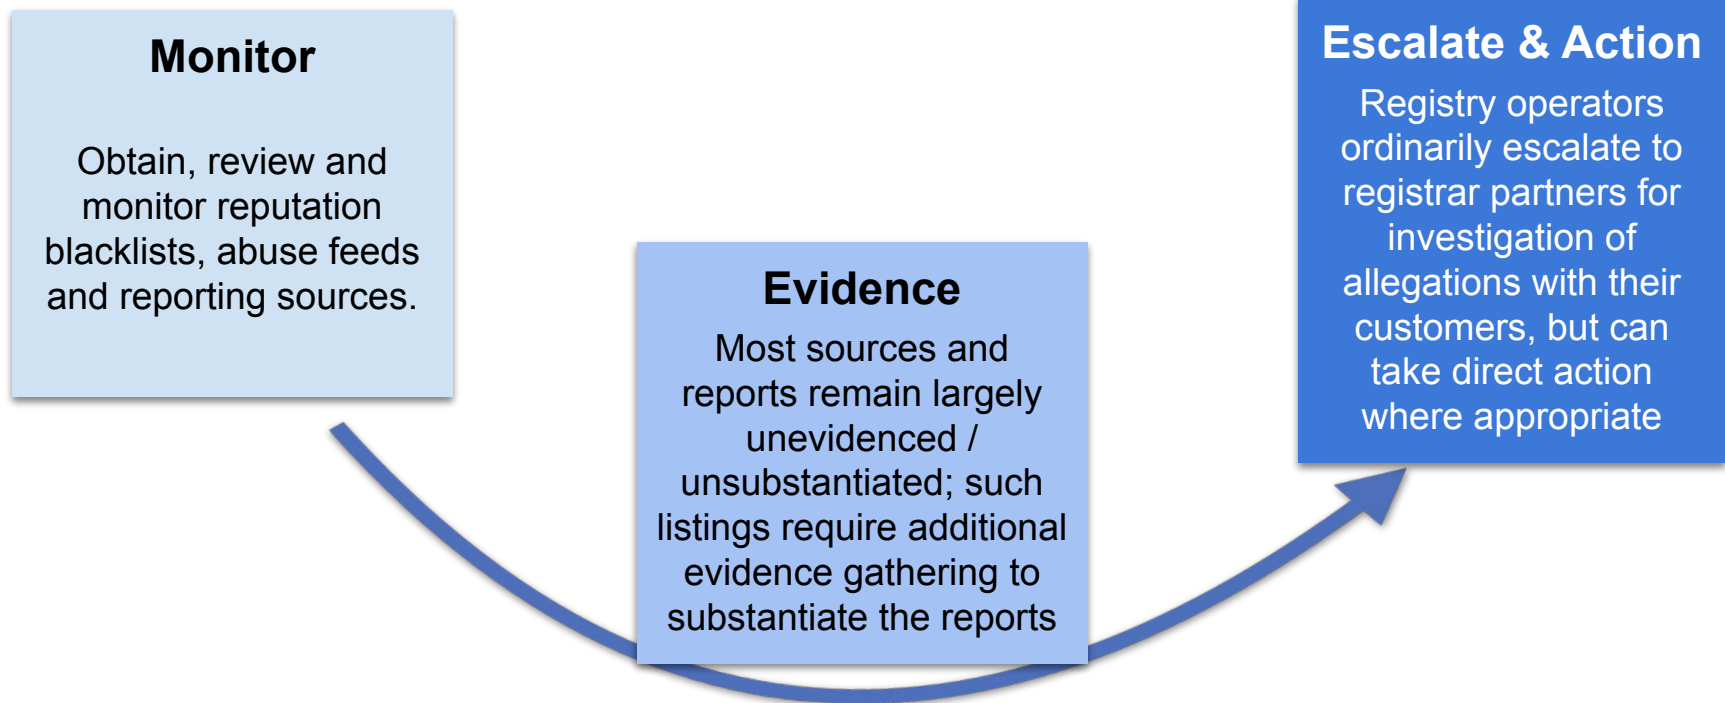 Monitor
Obtain, review and
monitor reputation
blacklists, abuse feeds
and reporting sources.
Evidence
Most sources and
reports remain largely
unevidenced /
unsubstantiated; such
listings require additional
evidence gathering to
substantiate the reports
Escalate & Action
Registry operators
ordinarily escalate to
registrar partners for
investigation of
allegations with their
customers, but can
take direct action
where appropriate